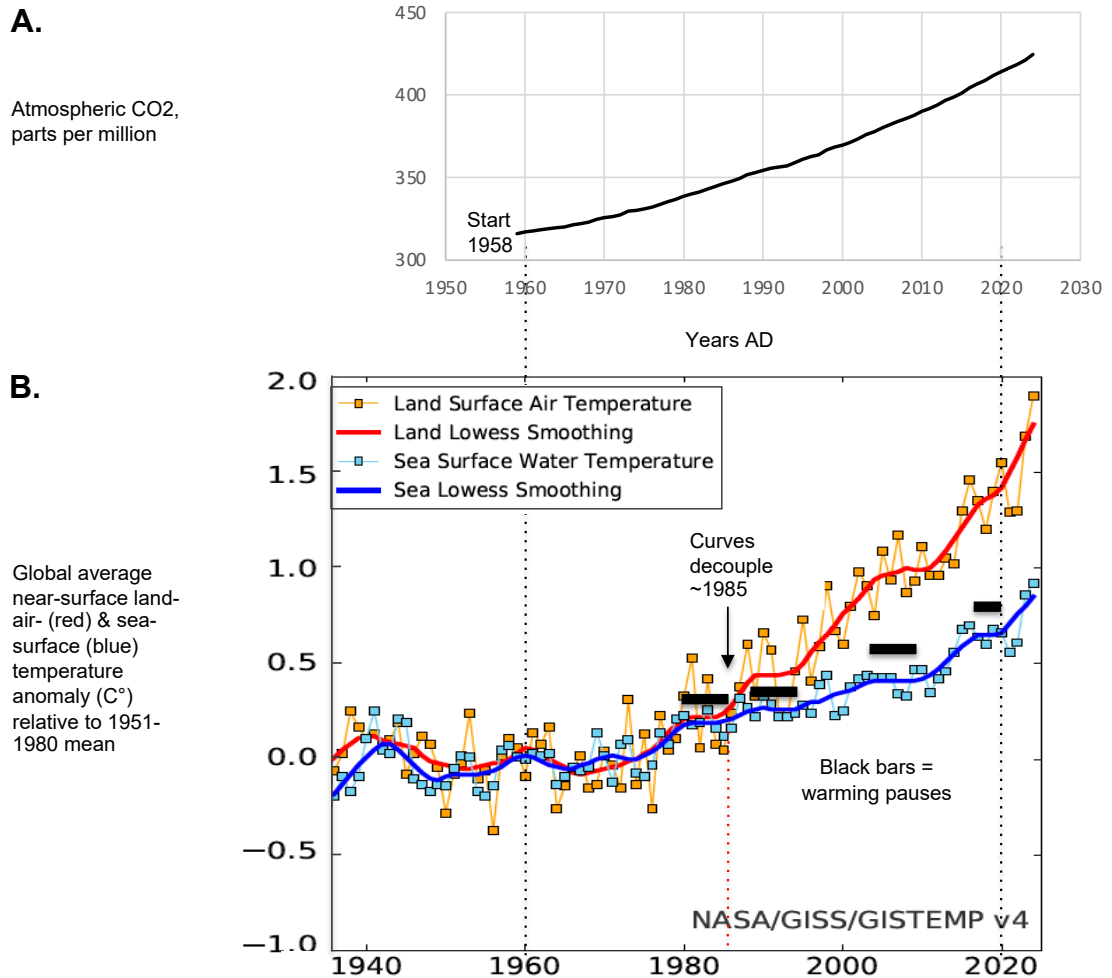 A.
Atmospheric CO2,
parts per million
450
400
350
300
Start
1958
1950 1960 1970 1980 1990 2000 2010 2020 2030
Years AD
B.
Global average
near-surface land-
air- (red) & sea-
surface (blue)
temperature
anomaly (C°)
relative to 1951-
1980 mean
2.0
1.5
1.0
0.5
0.0
−0.5
−1.0
Land Surface Air Temperature
Land Lowess Smoothing
Sea Surface Water Temperature
Sea Lowess Smoothing
Curves
decouple
~1985
Black bars =
warming pauses
NASA/GISS/GISTEMP v4
1940 1960 1980 2000 2020